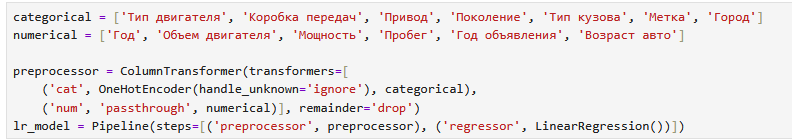 categorical = ['Тип двигателя', 'Коробка передач', 'Привод', 'Поколение', 'Тип кузова', 'Метка', 'Город']
numerical = ['Год', 'Объем двигателя', 'Мощность', 'Пробег', 'Год объявления', 'Возраст авто']
preprocessor = ColumnTransformer(transformers=[
    ('cat', OneHotEncoder(handle_unknown='ignore'), categorical),
    ('num', 'passthrough', numerical)], remainder='drop')
lr_model = Pipeline(steps=[('preprocessor', preprocessor), ('regressor', LinearRegression())])